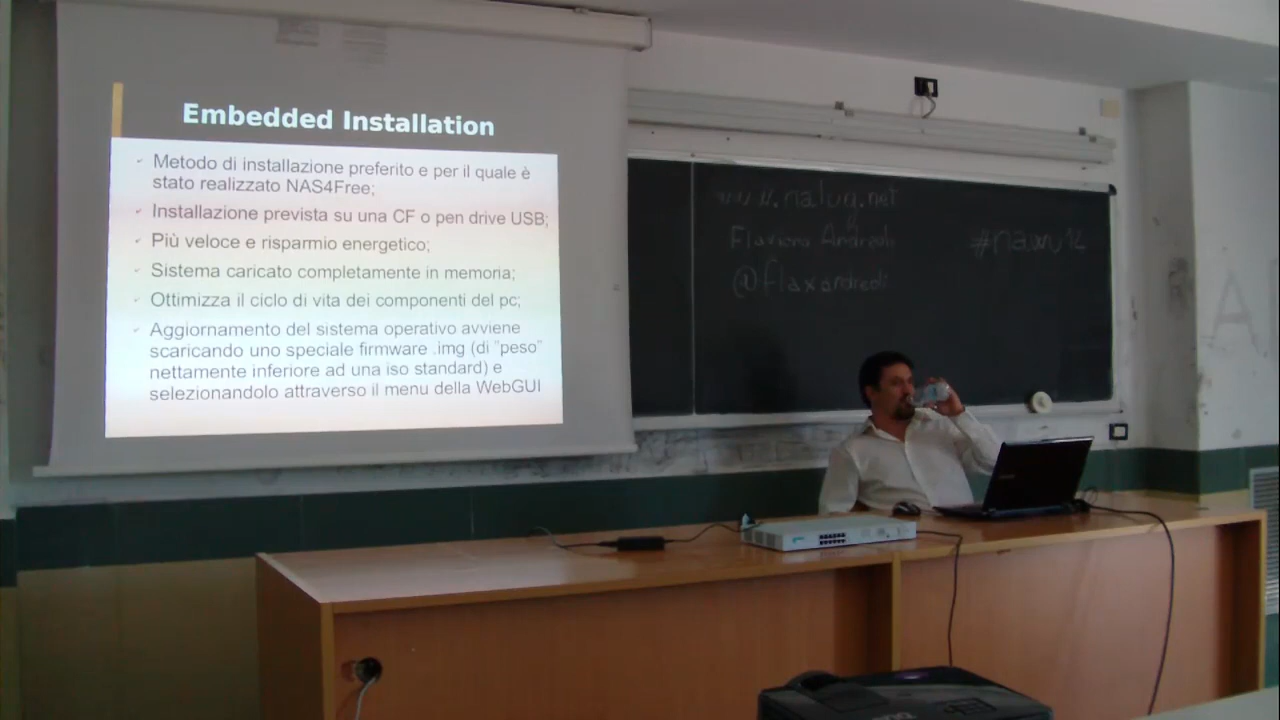 Embedded Installation
Metodo di installazione preferito e per il quale è
stato realizzato NAS4Free;
Installazione prevista su una CF o pen drive USB;
Più veloce e risparmio energetico;
Sistema caricato completamente in memoria;
Ottimizza il ciclo di vita dei componenti del pc;
Aggiornamento del sistema operativo avviene
scaricando uno speciale firmware .img (di "peso"
nettamente inferiore ad una iso standard) e
selezionandolo attraverso il menu della WebGUI
www.nalug.net
Flaviano Andreoli
@flaxandreoli
A